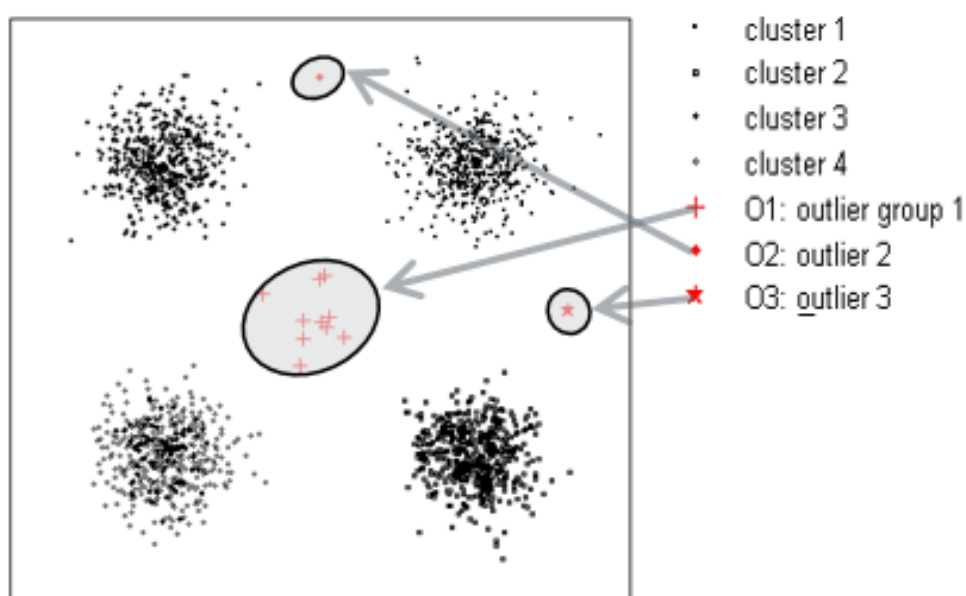 cluster 1
cluster 2
cluster 3
cluster 4
O1: outlier group 1
O2: outlier 2
O3: outlier 3